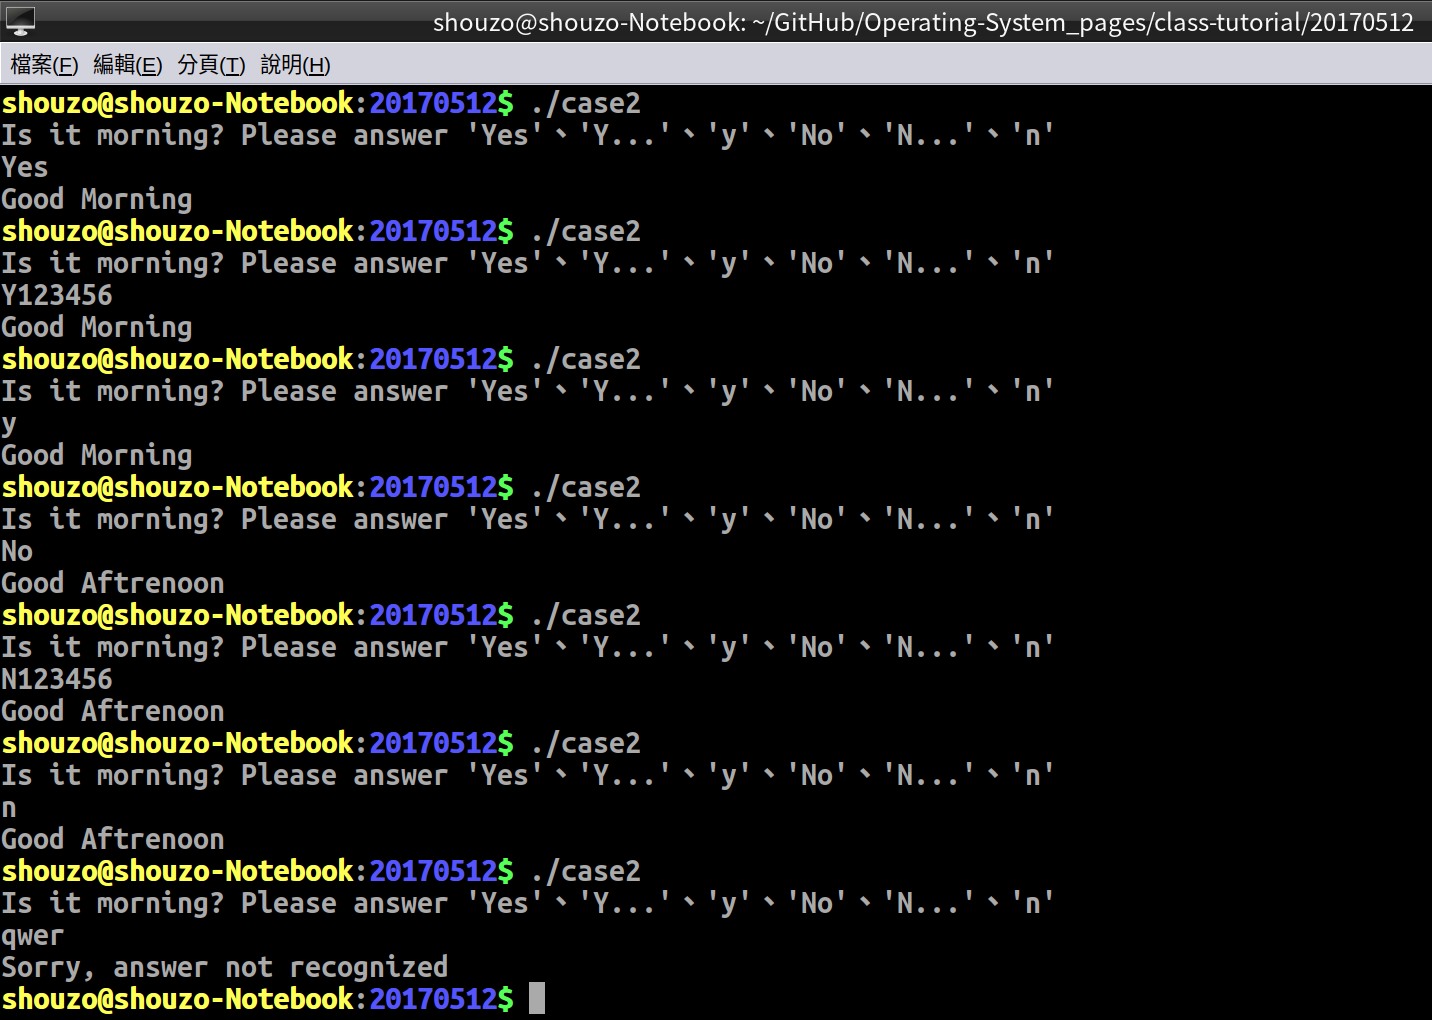 shouzo@shouzo-Notebook: ~/GitHub/Operating-System_pages/class-tutorial/20170512
檔案(F) 編輯(E) 分頁(T) 說明(H)
shouzo@shouzo-Notebook:20170512$ ./case2
Is it morning? Please answer 'Yes'、'Y...'、'y'、'No'、'N...'、'n'
Yes
Good Morning
shouzo@shouzo-Notebook:20170512$ ./case2
Is it morning? Please answer 'Yes'、'Y...'、'y'、'No'、'N...'、'n'
Y123456
Good Morning
shouzo@shouzo-Notebook:20170512$ ./case2
Is it morning? Please answer 'Yes'、'Y...'、'y'、'No'、'N...'、'n'
y
Good Morning
shouzo@shouzo-Notebook:20170512$ ./case2
Is it morning? Please answer 'Yes'、'Y...'、'y'、'No'、'N...'、'n'
No
Good Aftrenoon
shouzo@shouzo-Notebook:20170512$ ./case2
Is it morning? Please answer 'Yes'、'Y...'、'y'、'No'、'N...'、'n'
N123456
Good Aftrenoon
shouzo@shouzo-Notebook:20170512$ ./case2
Is it morning? Please answer 'Yes'、'Y...'、'y'、'No'、'N...'、'n'
n
Good Aftrenoon
shouzo@shouzo-Notebook:20170512$ ./case2
Is it morning? Please answer 'Yes'、'Y...'、'y'、'No'、'N...'、'n'
qwer
Sorry, answer not recognized
shouzo@shouzo-Notebook:20170512$